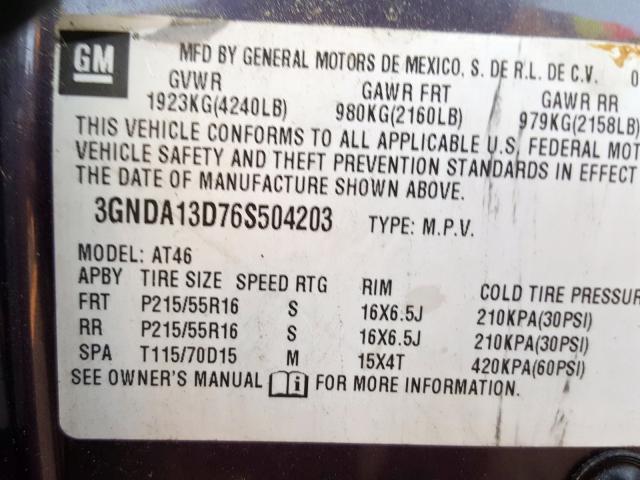 GM
MFD BY GENERAL MOTORS DE MEXICO, S. DE R.L. DE C.V. 0
GVWR GAWR FRT GAWR RR
1923KG(4240LB) 980KG(2160LB) 979KG(2158LB)
THIS VEHICLE CONFORMS TO ALL APPLICABLE U.S. FEDERAL MOT
VEHICLE SAFETY AND THEFT PREVENTION STANDARDS IN EFFECT
THE DATE OF MANUFACTURE SHOWN ABOVE.
3GNDA13D76S504203 TYPE: M.P.V.
MODEL: AT46
APBY TIRE SIZE SPEED RTG RIM COLD TIRE PRESSUR
FRT P215/55R16 S 16X6.5J 210KPA(30PSI)
RR P215/55R16 S 16X6.5J 210KPA(30PSI)
SPA T115/70D15 M 15X4T 420KPA(60PSI)
SEE OWNER'S MANUAL FOR MORE INFORMATION.